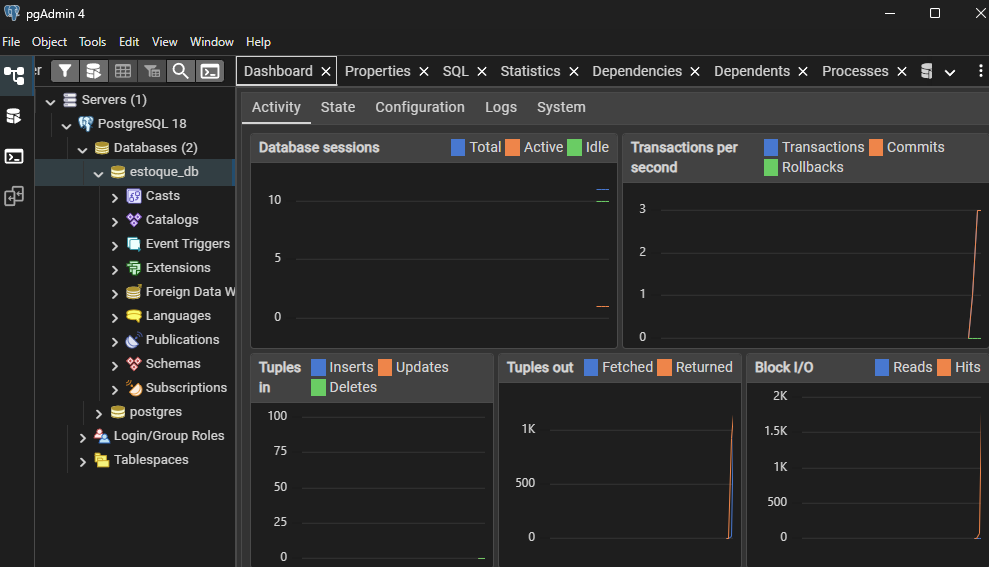 pgAdmin 4
File Object Tools Edit View Window Help
Dashboard Properties SQL Statistics Dependencies Dependents Processes
Servers (1)
PostgreSQL 18
Databases (2)
estoque_db
Casts
Catalogs
Event Triggers
Extensions
Foreign Data W
Languages
Publications
Schemas
Subscriptions
postgres
Login/Group Roles
Tablespaces
Activity State Configuration Logs System
Database sessions Total Active Idle
10
5
0
Transactions per second Transactions Commits
Rollbacks
3
2
1
0
Tuples in Inserts Updates
Deletes
100
75
50
25
0
Tuples out Fetched Returned
1K
500
0
Block I/O Reads Hits
2K
1.5K
1K
500
0